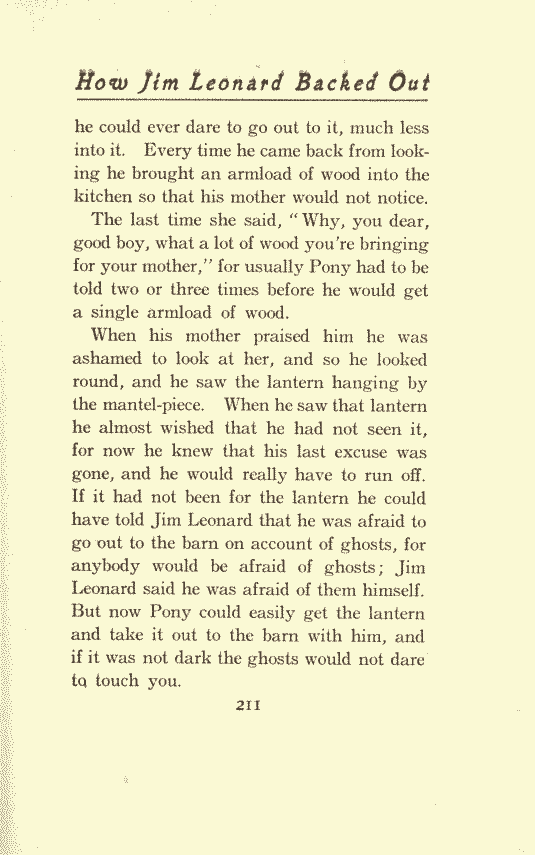 How Jim Leonard Backed Out
he could ever dare to go out to it, much less
into it. Every time he came back from look-
ing he brought an armload of wood into the
kitchen so that his mother would not notice.
The last time she said, "Why, you dear,
good boy, what a lot of wood you're bringing
for your mother," for usually Pony had to be
told two or three times before he would get
a single armload of wood.
When his mother praised him he was
ashamed to look at her, and so he looked
round, and he saw the lantern hanging by
the mantel-piece. When he saw that lantern
he almost wished that he had not seen it,
for now he knew that his last excuse was
gone, and he would really have to run off.
If it had not been for the lantern he could
have told Jim Leonard that he was afraid to
go out to the barn on account of ghosts, for
anybody would be afraid of ghosts; Jim
Leonard said he was afraid of them himself.
But now Pony could easily get the lantern
and take it out to the barn with him, and
if it was not dark the ghosts would not dare
to touch you.
211